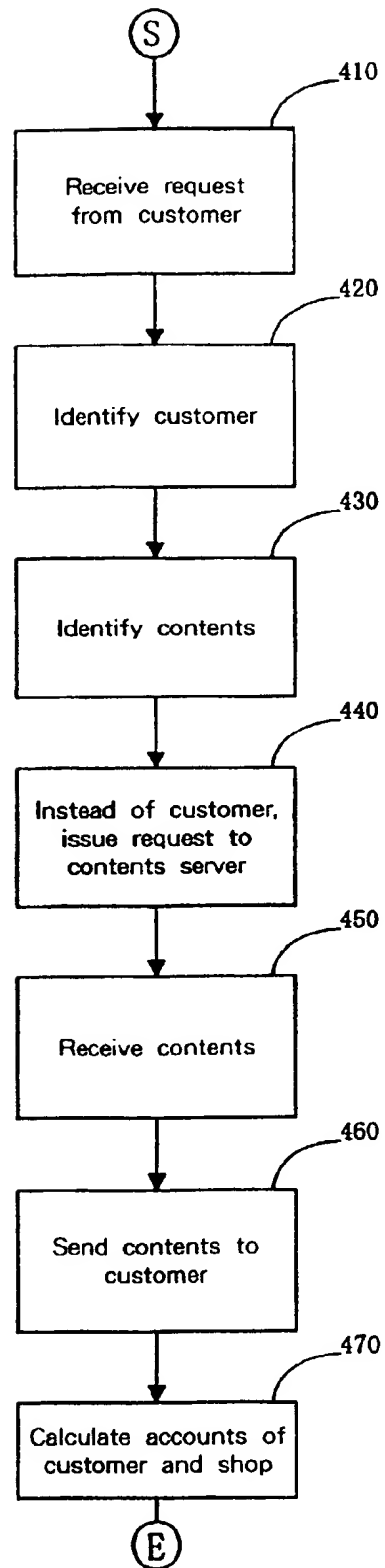 S
410
Receive request
from customer
420
Identify customer
430
Identify contents
440
Instead of customer,
issue request to
contents server
450
Receive contents
460
Send contents to
customer
470
Calculate accounts of
customer and shop
E